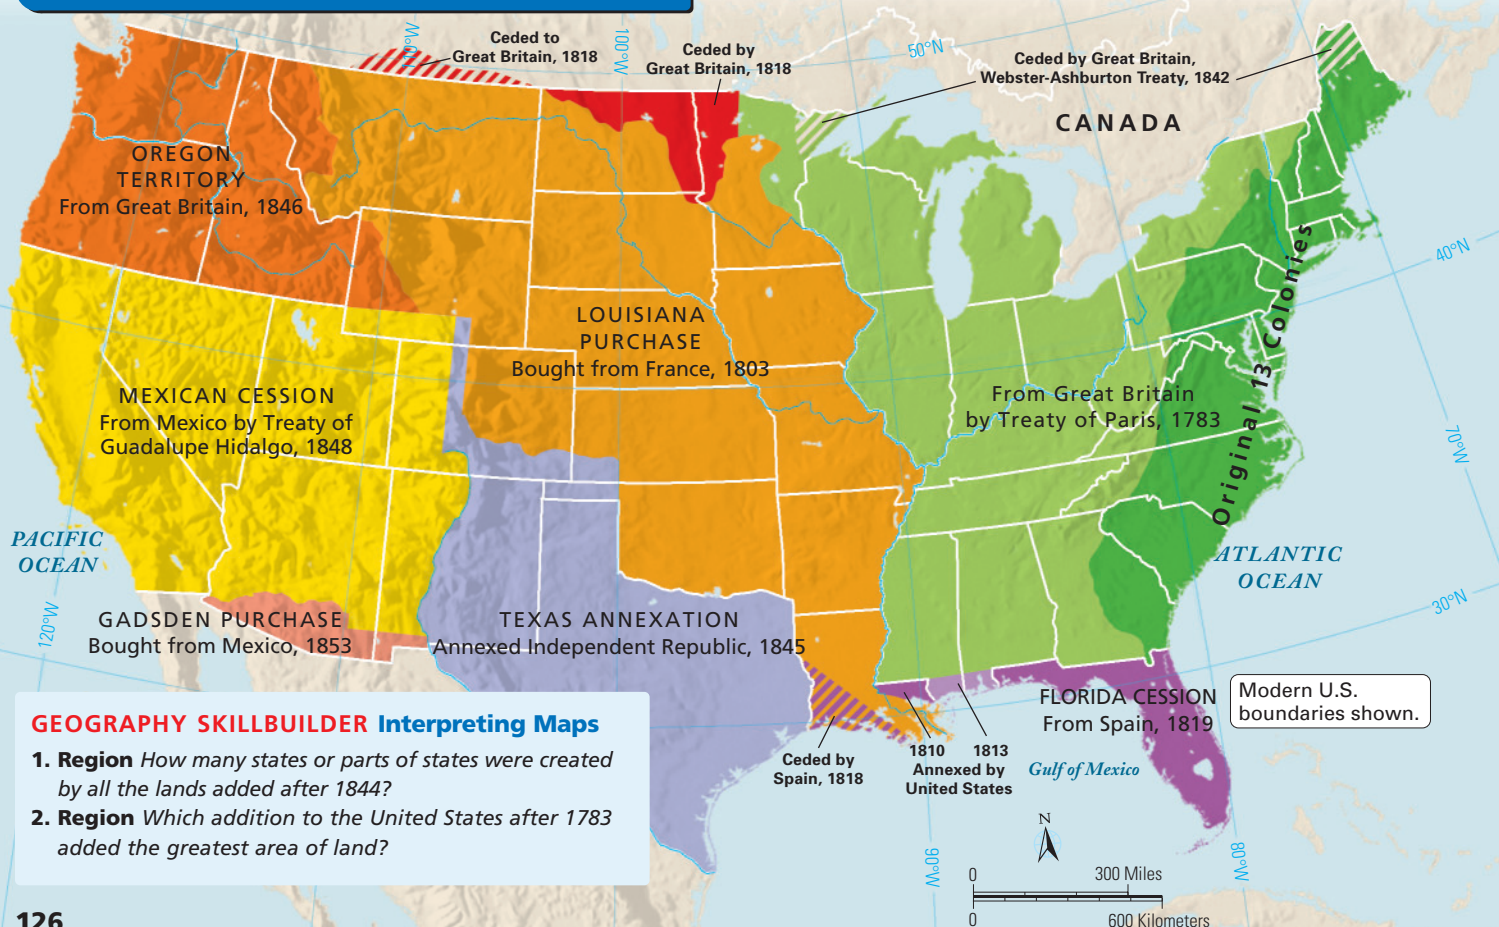 Ceded to
Great Britain, 1818
Ceded by
Great Britain, 1818
Ceded by Great Britain,
Webster-Ashburton Treaty, 1842
100°W
50°N
CANADA
OREGON
TERRITORY
From Great Britain, 1846
40°N
LOUISIANA
PURCHASE
Bought from France, 1803
MEXICAN CESSION
From Mexico by Treaty of
Guadalupe Hidalgo, 1848
From Great Britain
by Treaty of Paris, 1783
Original 13 Colonies
70°W
PACIFIC
OCEAN
ATLANTIC
OCEAN
120°W
30°N
GADSDEN PURCHASE
Bought from Mexico, 1853
TEXAS ANNEXATION
Annexed Independent Republic, 1845
FLORIDA CESSION
From Spain, 1819
Modern U.S.
boundaries shown.
Ceded by
Spain, 1818
1810
1813
Annexed by
United States
Gulf of Mexico
GEOGRAPHY SKILLBUILDER Interpreting Maps
1. Region How many states or parts of states were created
by all the lands added after 1844?
2. Region Which addition to the United States after 1783
added the greatest area of land?
N
90°W
80°W
0
300 Miles
0
600 Kilometers
126